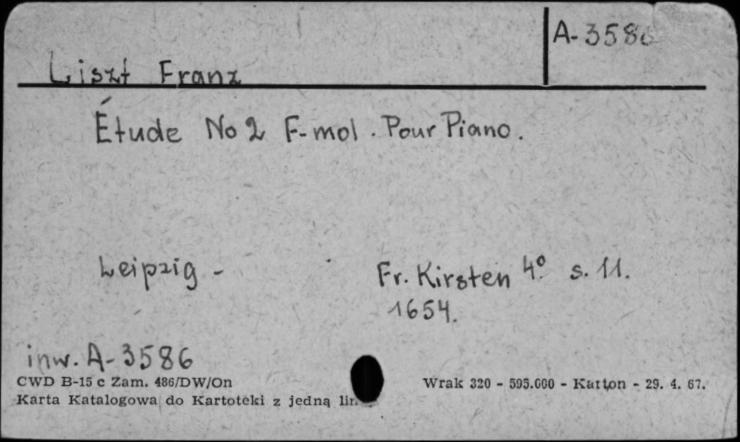 A-3586
Liszt Franz
Étude No 2 F-mol. Pour Piano.
Leipzig - Fr. Kirsten 4º s. 11.
1654.
inw. A-3586
CWD B-15 c Zam. 486/DW/On Wrak 320 - 595.000 - Karton - 29. 4. 67.
Karta Katalogowa do Kartoteki z jedną